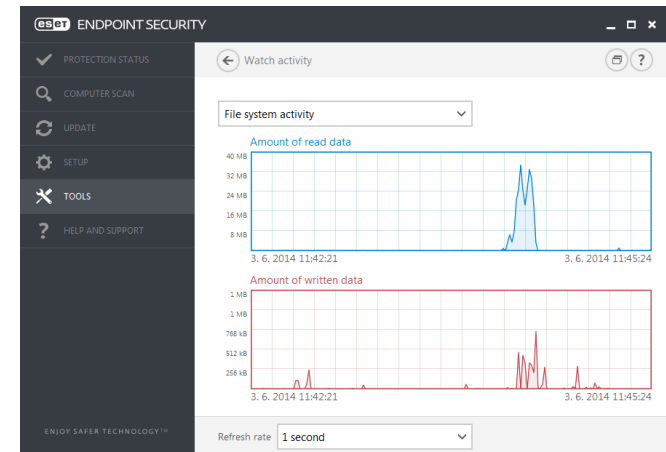 eset ENDPOINT SECURITY
PROTECTION STATUS
COMPUTER SCAN
UPDATE
SETUP
TOOLS
HELP AND SUPPORT
ENJOY SAFER TECHNOLOGY™
Watch activity
?
File system activity
Amount of read data
40 MB
32 MB
24 MB
16 MB
8 MB
3. 6. 2014 11:42:21 3. 6. 2014 11:45:24
Amount of written data
1 MB
1 MB
768 kB
512 kB
256 kB
3. 6. 2014 11:42:21 3. 6. 2014 11:45:24
Refresh rate 1 second